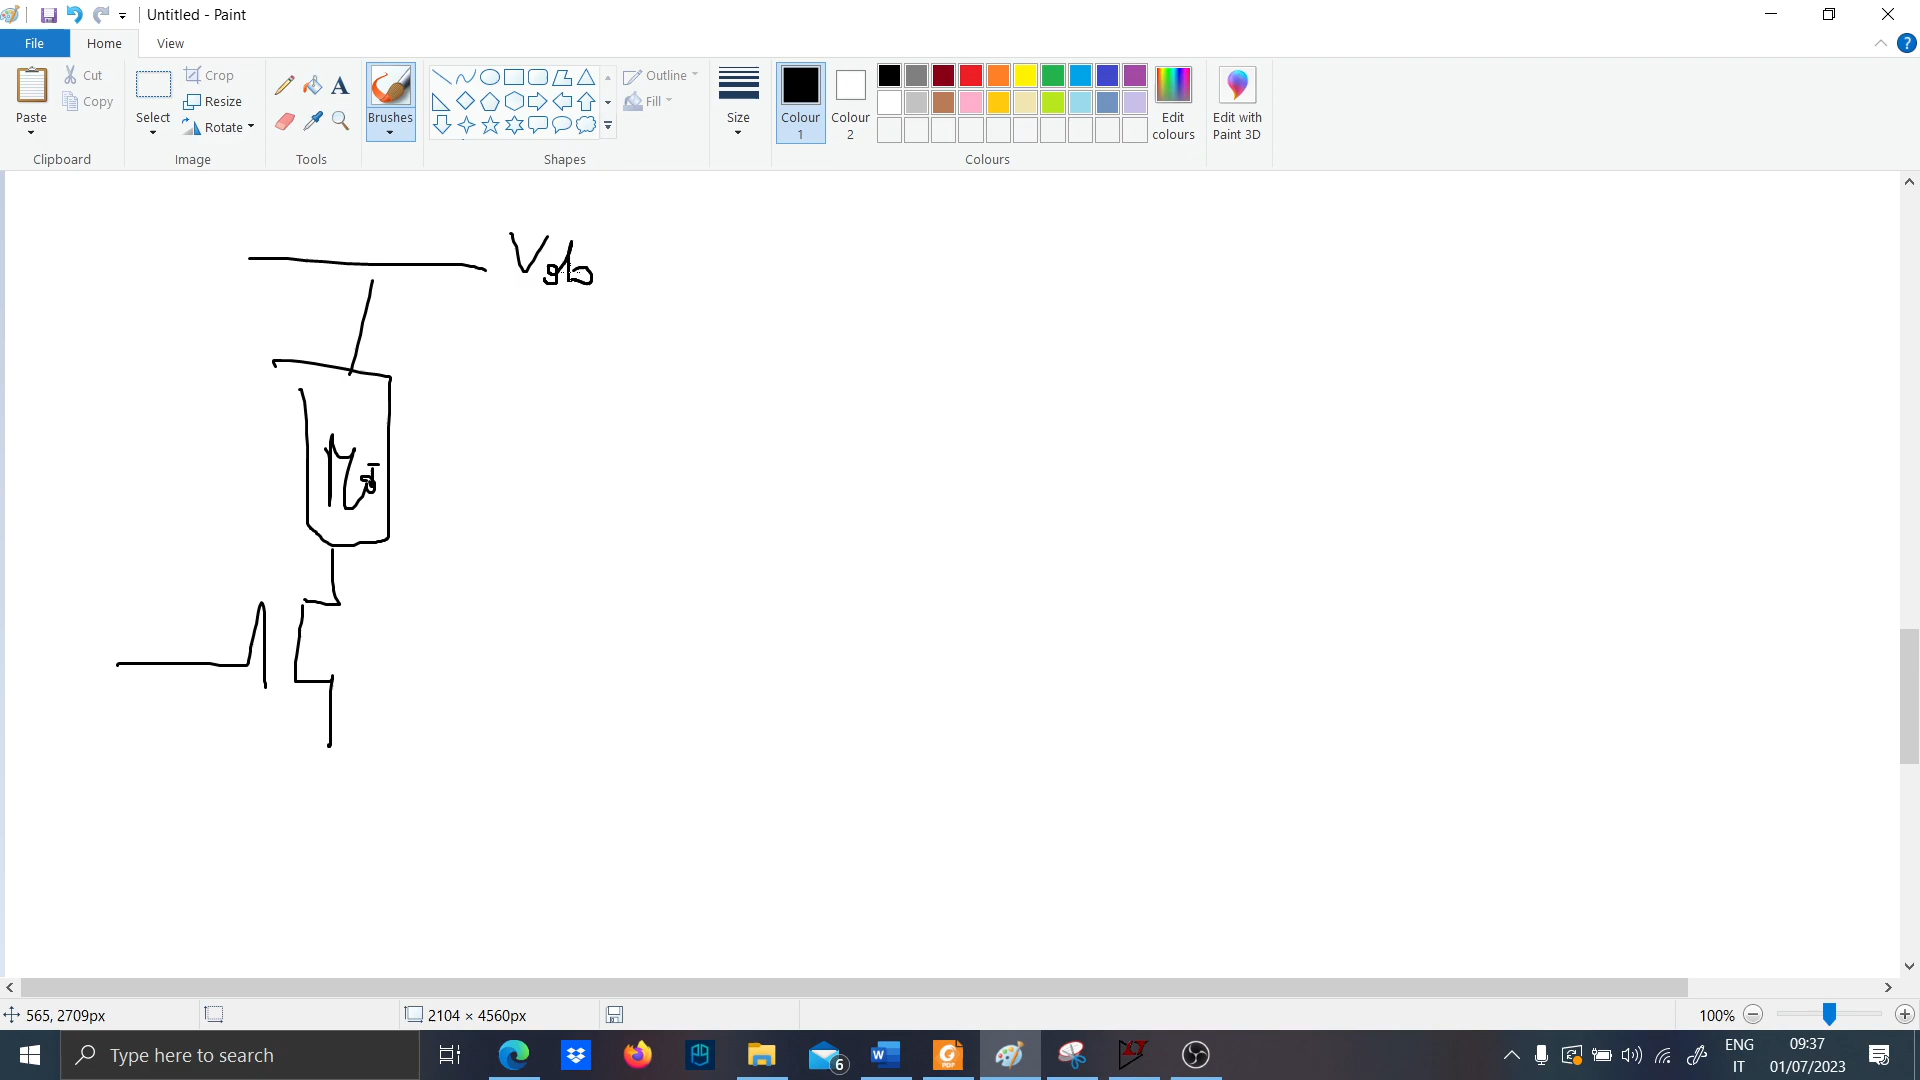 Untitled - Paint
File Home View
Paste
Cut
Copy
Clipboard
Select
Crop
Resize
Rotate
Image
Tools
Brushes
Shapes
Outline
Fill
Size
Colour 1
Colour 2
Edit colours
Edit with Paint 3D
Colours
565, 2709px
2104 × 4560px
100%
Type here to search
6
ENG
IT
09:37
01/07/2023